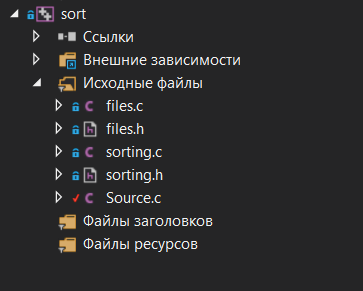 sort
Ссылки
Внешние зависимости
Исходные файлы
files.c
files.h
sorting.c
sorting.h
Source.c
Файлы заголовков
Файлы ресурсов